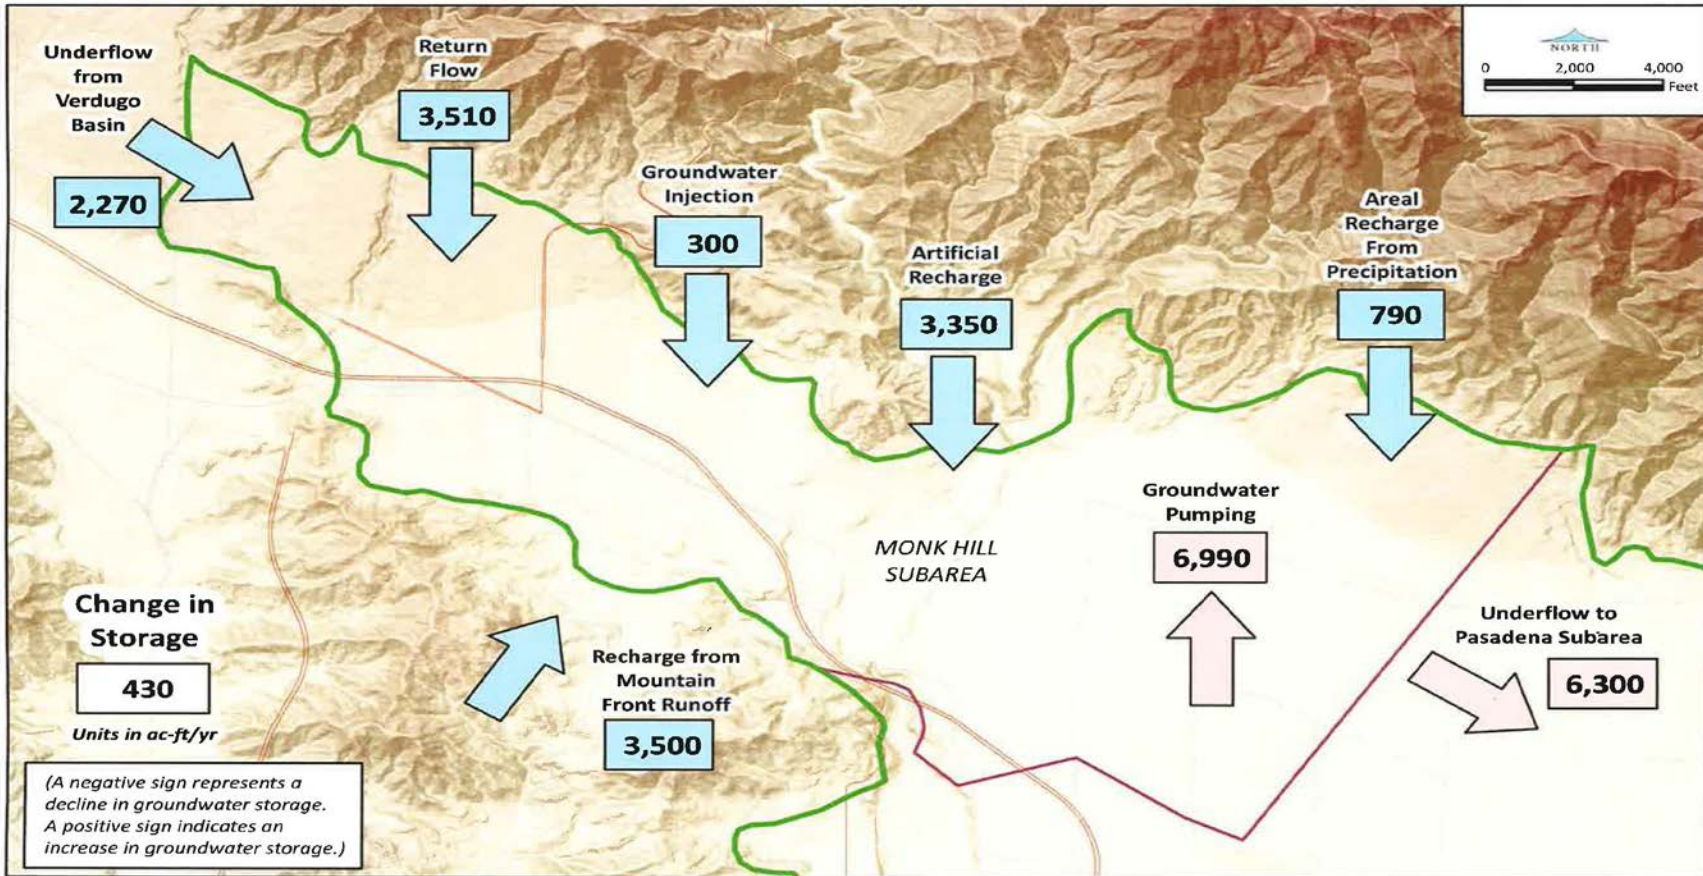 Underflow
from
Verdugo
Basin
2,270
Return
Flow
3,510
Groundwater
Injection
300
Artificial
Recharge
3,350
Areal
Recharge
From
Precipitation
790
NORTH
0 2,000 4,000
Feet
MONK HILL
SUBAREA
Groundwater
Pumping
6,990
Underflow to
Pasadena Subarea
6,300
Recharge from
Mountain
Front Runoff
3,500
Change in
Storage
430
Units in ac-ft/yr
(A negative sign represents a
decline in groundwater storage.
A positive sign indicates an
increase in groundwater storage.)